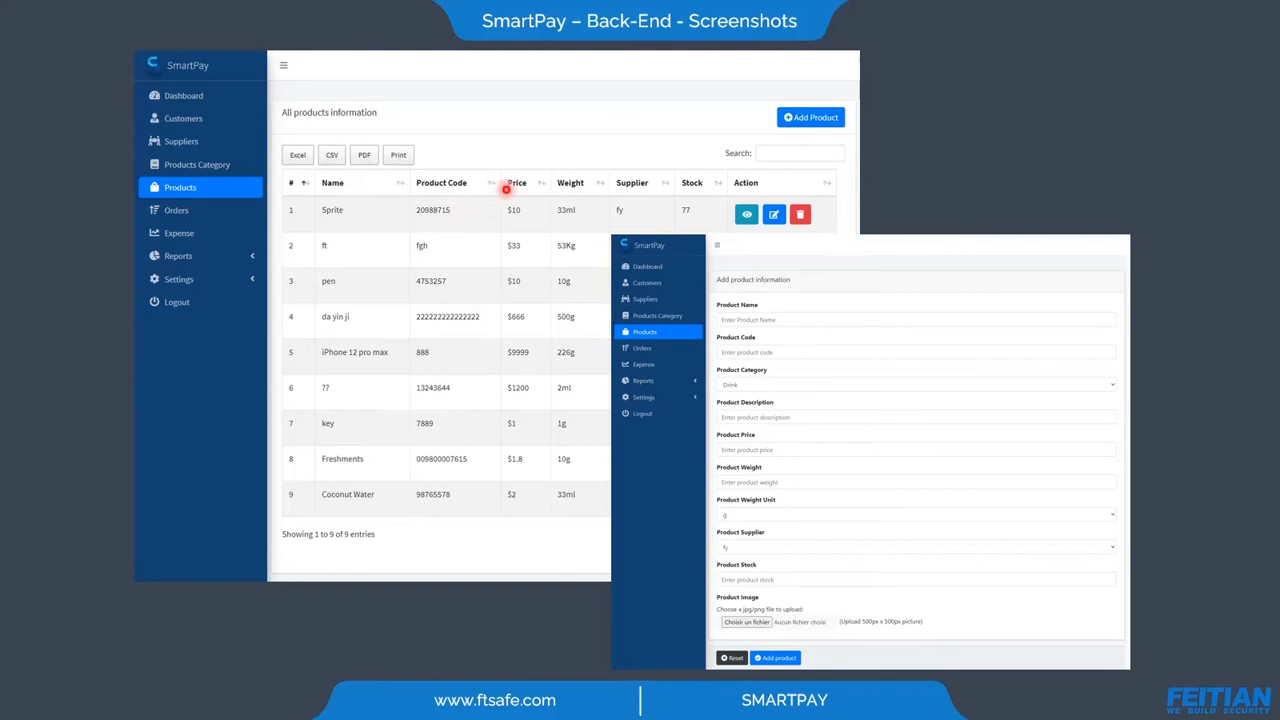 SmartPay – Back-End - Screenshots
SmartPay
Dashboard
Customers
Suppliers
Products Category
Products
Orders
Expense
Reports
Settings
Logout
All products information
Add Product
Excel CSV PDF Print
Search:
# Name Product Code Price Weight Supplier Stock Action
1 Sprite 20988715 $10 33ml fy 77
2 ft fgh $33 53Kg
3 pen 4753257 $10 10g
4 da yin ji 222222222222222 $666 500g
5 iPhone 12 pro max 888 $9999 226g
6 ?? 13243644 $1200 2ml
7 key 7889 $1 1g
8 Freshments 009800007615 $1.8 10g
9 Coconut Water 98765578 $2 33ml
Showing 1 to 9 of 9 entries
SmartPay
Dashboard
Customers
Suppliers
Products Category
Products
Orders
Expense
Reports
Settings
Logout
Add product information
Product Name
Enter Product Name
Product Code
Enter product code
Product Category
Drink
Product Description
Enter product description
Product Price
Enter product price
Product Weight
Enter product weight
Product Weight Unit
g
Product Supplier
fy
Product Stock
Enter product stock
Product Image
Choose a jpg/png file to upload:
Choisir un fichier Aucun fichier choisi (Upload 500px x 500px picture)
Reset Add product
www.ftsafe.com SMARTPAY
FEITIAN
WE BUILD SECURITY